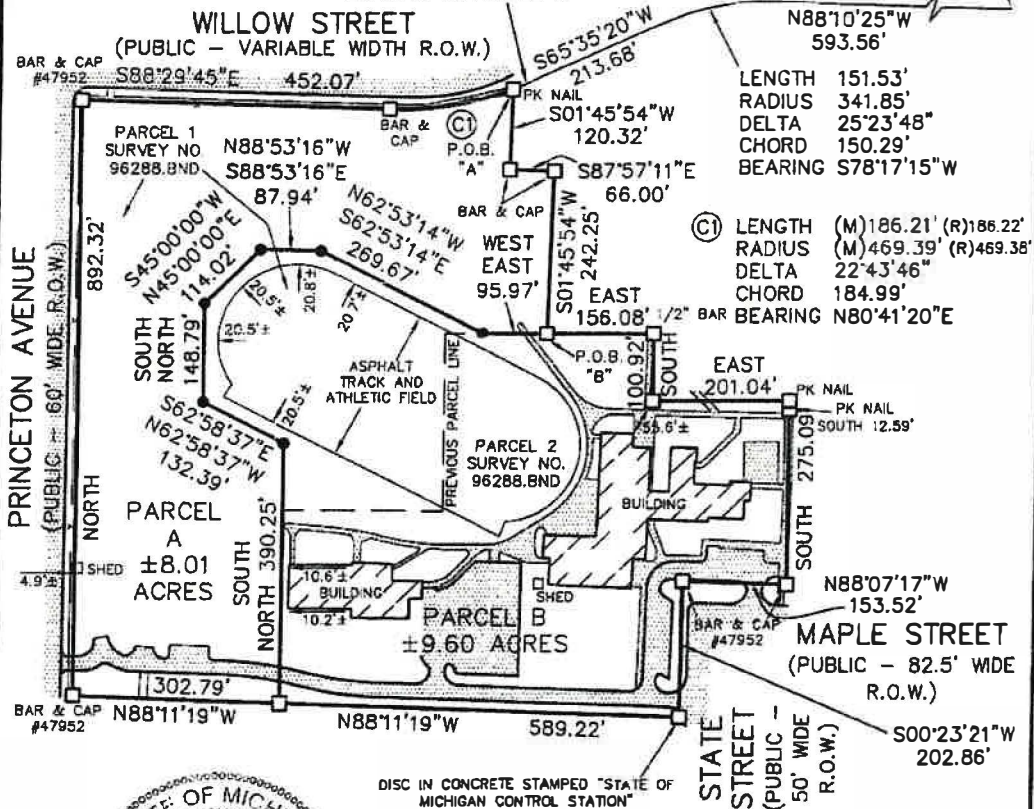 WILLOW STREET
(PUBLIC - VARIABLE WIDTH R.O.W.)
BAR & CAP
#47952
S88°29'45"E 452.07'
S65°35'20"W
213.68'
N88°10'25"W
593.56'
LENGTH 151.53'
RADIUS 341.85'
DELTA 25°23'48"
CHORD 150.29'
BEARING S78°17'15"W
PK NAIL
S01°45'54"W
120.32'
BAR &
CAP
C1
P.O.B.
"A"
S87°57'11"E
66.00'
BAR & CAP
PARCEL 1
SURVEY NO.
96288.BND
N88°53'16"W
S88°53'16"E
87.94'
N62°53'14"W
S62°53'14"E
269.67'
WEST
EAST
95.97'
S01°45'54"W
242.25'
C1 LENGTH (M)186.21' (R)186.22'
RADIUS (M)469.39' (R)469.38'
DELTA 22°43'46"
CHORD 184.99'
BEARING N80°41'20"E
EAST
156.08'
1/2" BAR
892.32'
NORTH
PRINCETON AVENUE
(PUBLIC - 60' WIDE R.O.W.)
S45°00'00"W
N45°00'00"E
114.02'
20.5'±
20.8'±
20.7'±
20.5'±
SOUTH
NORTH
148.79'
ASPHALT
TRACK AND
ATHLETIC FIELD
PREVIOUS PARCEL LINE
P.O.B.
"B"
100.92'
SOUTH
EAST
201.04'
PK NAIL
PK NAIL
SOUTH 12.59'
55.6'±
20.5'±
S62°58'37"E
N62°58'37"W
132.39'
PARCEL 2
SURVEY NO.
96288.BND
BUILDING
275.09'
SOUTH
PARCEL
A
±8.01
ACRES
SOUTH
NORTH 390.25'
4.9'±
SHED
10.6'±
BUILDING
10.2'±
SHED
PARCEL B
±9.60 ACRES
N88°07'17"W
153.52'
BAR & CAP
#47952
MAPLE STREET
(PUBLIC - 82.5' WIDE
R.O.W.)
302.79'
BAR & CAP
#47952
N88°11'19"W
N88°11'19"W
589.22'
S00°23'21"W
202.86'
STATE
STREET
(PUBLIC -
50' WIDE
R.O.W.)
DISC IN CONCRETE STAMPED "STATE OF
MICHIGAN CONTROL STATION"
OF MICH